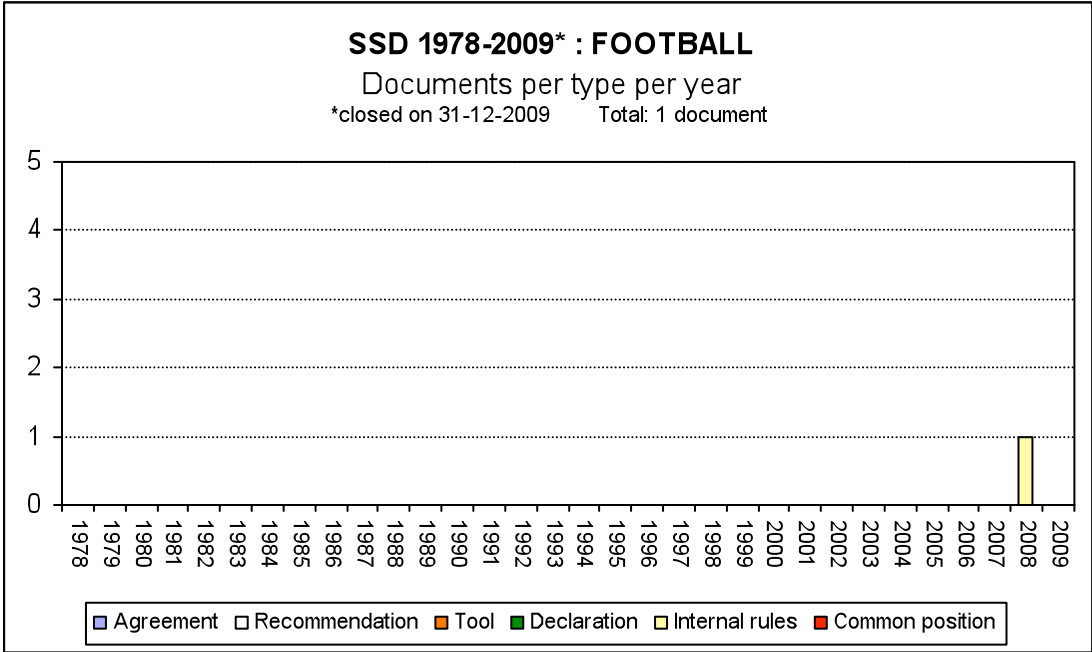 SSD 1978-2009* : FOOTBALL
Documents per type per year
*closed on 31-12-2009 Total: 1 document
5
4
3
2
1
0
1978 1979 1980 1981 1982 1983 1984 1985 1986 1987 1988 1989 1990 1991 1992 1993 1994 1995 1996 1997 1998 1999 2000 2001 2002 2003 2004 2005 2006 2007 2008 2009
Agreement Recommendation Tool Declaration Internal rules Common position